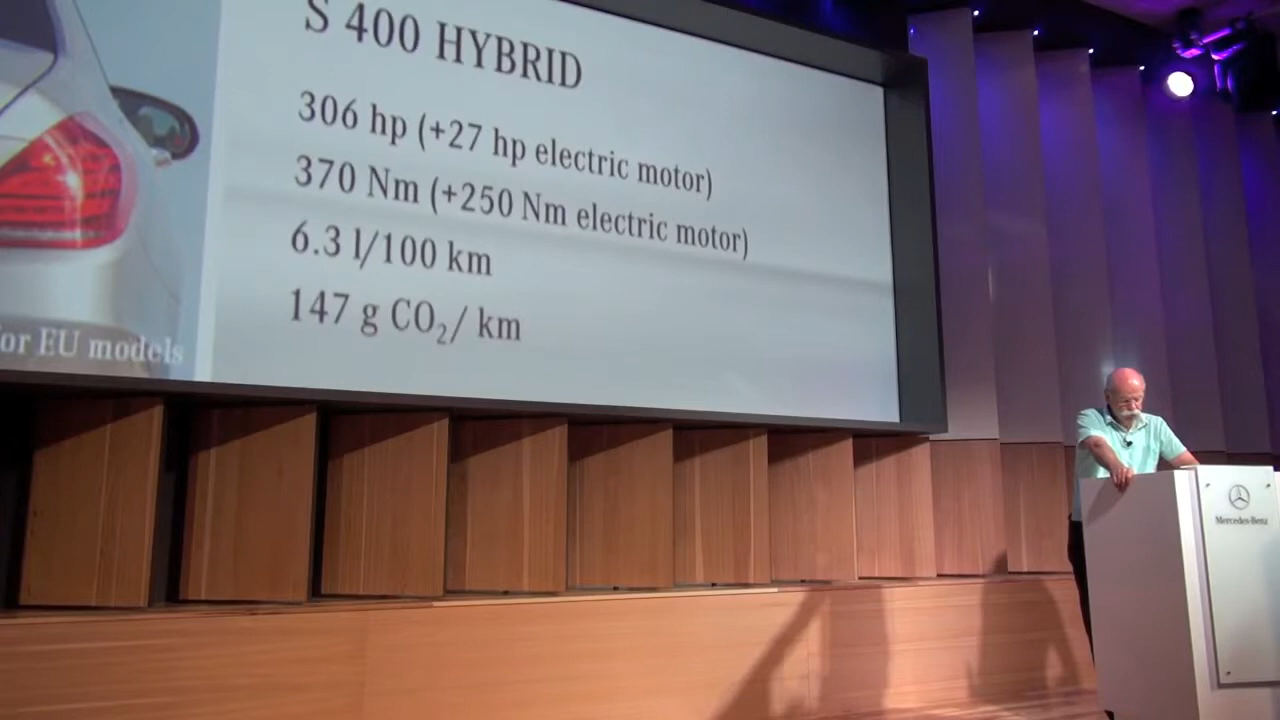 S 400 HYBRID
306 hp (+27 hp electric motor)
370 Nm (+250 Nm electric motor)
6.3 l/100 km
147 g CO₂/ km
for EU models
Mercedes-Benz